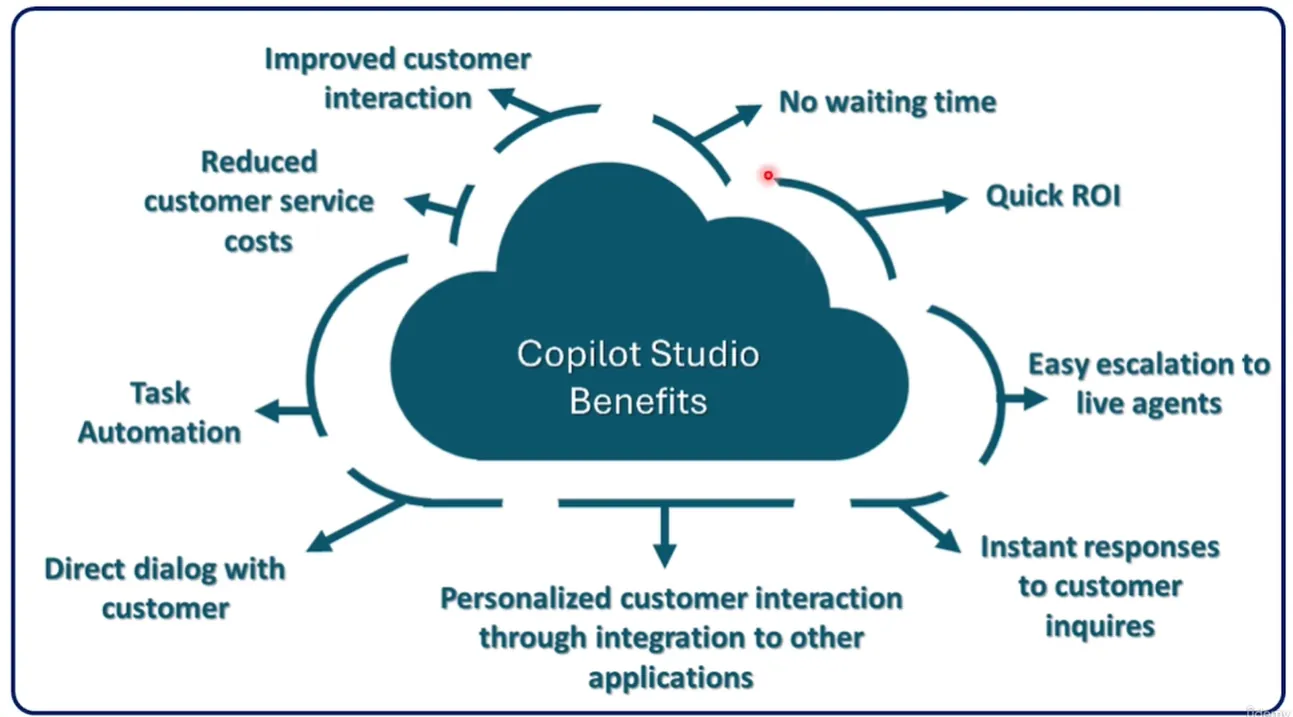 Improved customer
interaction
No waiting time
Reduced
customer service
costs
Quick ROI
Copilot Studio
Benefits
Easy escalation to
live agents
Task
Automation
Direct dialog with
customer
Personalized customer interaction
through integration to other
applications
Instant responses
to customer
inquires